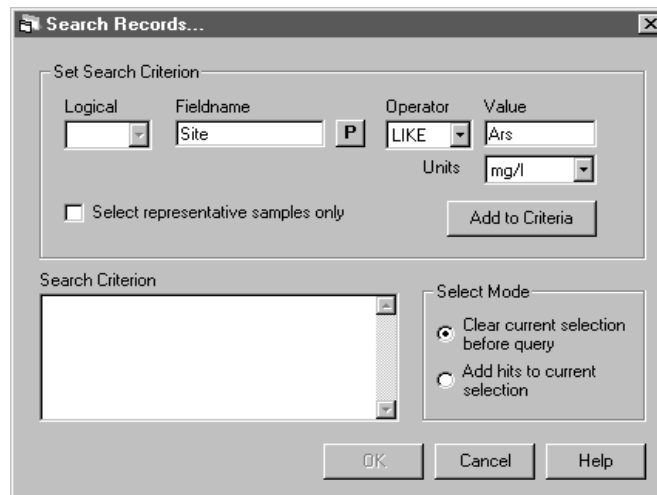 Search Records...
Set Search Criterion
Logical Fieldname Operator Value
Site P LIKE Ars
Units mg/l
Select representative samples only Add to Criteria
Search Criterion
Select Mode
Clear current selection
before query
Add hits to current
selection
OK Cancel Help